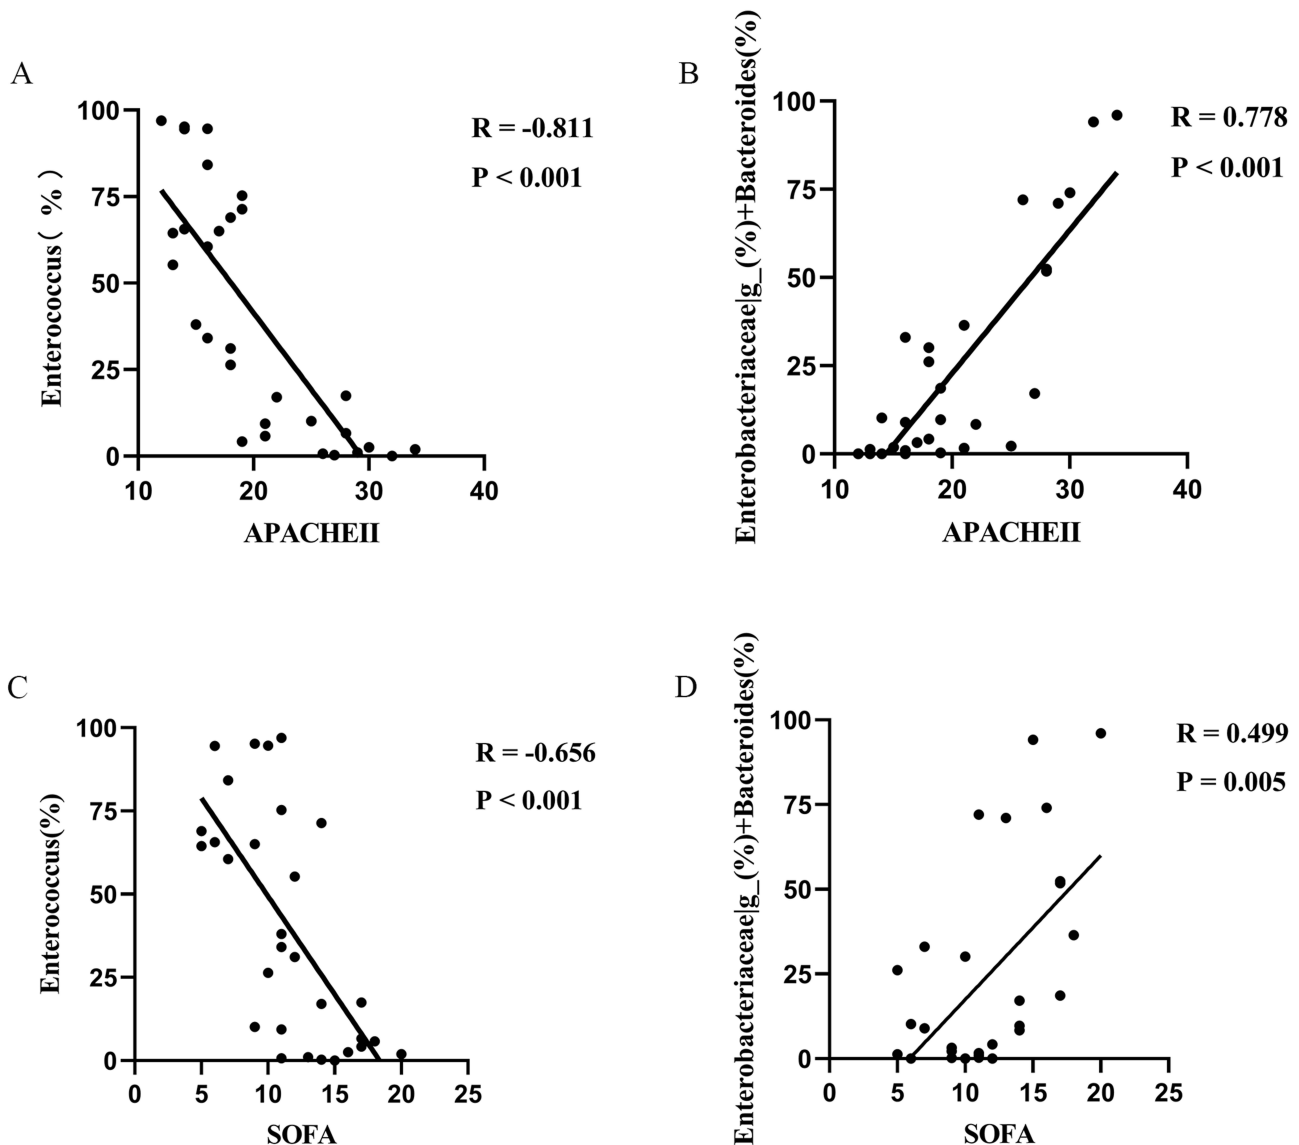 A
Enterococcus( % )
100
75
50
25
0
10 20 30 40
APACHEII
R = -0.811
P < 0.001
B
Enterobacteriaceae|g_(%)+Bacteroides(%)
100
75
50
25
0
10 20 30 40
APACHEII
R = 0.778
P < 0.001
C
Enterococcus(%)
100
75
50
25
0
0 5 10 15 20 25
SOFA
R = -0.656
P < 0.001
D
Enterobacteriaceae|g_(%)+Bacteroides(%)
100
75
50
25
0
0 5 10 15 20 25
SOFA
R = 0.499
P = 0.005